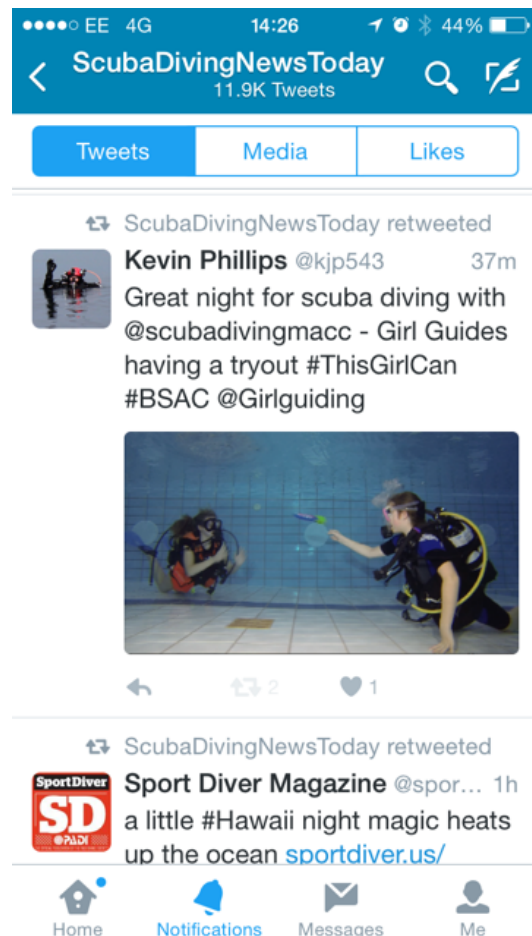 EE 4G 14:26 44%
ScubaDivingNewsToday
11.9K Tweets
Tweets Media Likes
ScubaDivingNewsToday retweeted
Kevin Phillips @kjp543 37m
Great night for scuba diving with
@scubadivingmacc - Girl Guides
having a tryout #ThisGirlCan
#BSAC @Girlguiding
2 1
ScubaDivingNewsToday retweeted
SportDiver
SD
PADI
Sport Diver Magazine @spor... 1h
a little #Hawaii night magic heats
up the ocean sportdiver.us/
Home Notifications Messages Me